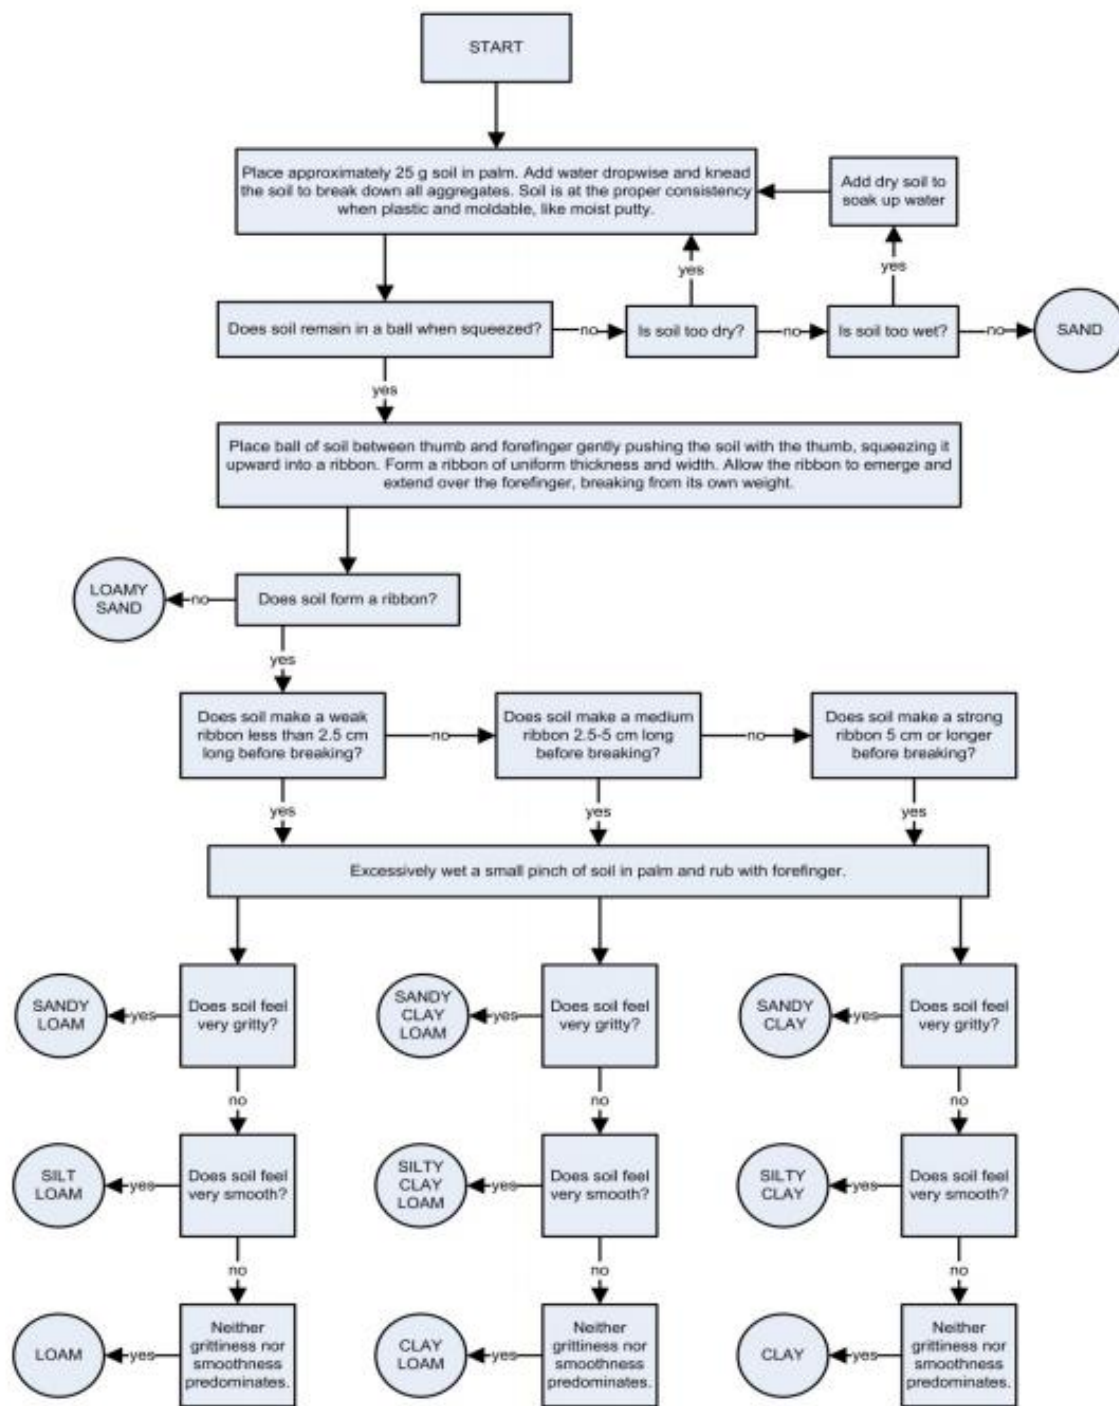 START
Place approximately 25 g soil in palm. Add water dropwise and knead
the soil to break down all aggregates. Soil is at the proper consistency
when plastic and moldable, like moist putty.
Add dry soil to
soak up water
yes
yes
Does soil remain in a ball when squeezed?
no
Is soil too dry?
no
Is soil too wet?
no
SAND
yes
Place ball of soil between thumb and forefinger gently pushing the soil with the thumb, squeezing it
upward into a ribbon. Form a ribbon of uniform thickness and width. Allow the ribbon to emerge and
extend over the forefinger, breaking from its own weight.
LOAMY
SAND
no
Does soil form a ribbon?
yes
Does soil make a weak
ribbon less than 2.5 cm
long before breaking?
no
Does soil make a medium
ribbon 2.5-5 cm long
before breaking?
no
Does soil make a strong
ribbon 5 cm or longer
before breaking?
yes
yes
yes
Excessively wet a small pinch of soil in palm and rub with forefinger.
SANDY
LOAM
yes
Does soil feel
very gritty?
SANDY
CLAY
LOAM
yes
Does soil feel
very gritty?
SANDY
CLAY
yes
Does soil feel
very gritty?
no
no
no
SILT
LOAM
yes
Does soil feel
very smooth?
SILTY
CLAY
LOAM
yes
Does soil feel
very smooth?
SILTY
CLAY
yes
Does soil feel
very smooth?
no
no
no
LOAM
yes
Neither
grittiness nor
smoothness
predominates.
CLAY
LOAM
yes
Neither
grittiness nor
smoothness
predominates.
CLAY
yes
Neither
grittiness nor
smoothness
predominates.